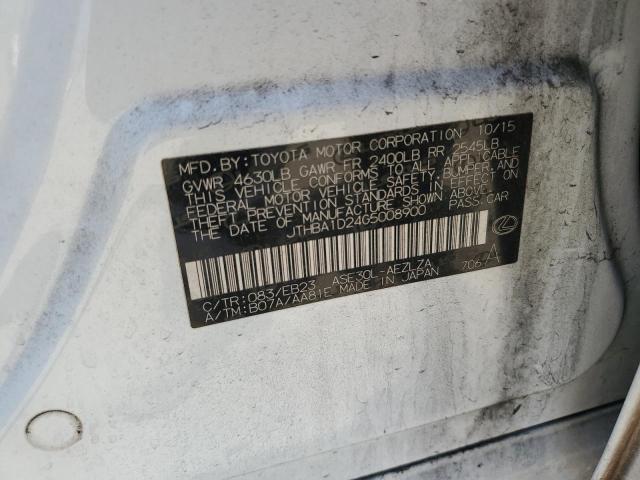 MFD. BY: TOYOTA MOTOR CORPORATION 10/15
GVWR 4630LB GAWR FR 2400LB RR 2545LB
THIS VEHICLE CONFORMS TO ALL APPLICABLE
FEDERAL MOTOR VEHICLE SAFETY, BUMPER, AND
THEFT PREVENTION STANDARDS IN EFFECT ON
THE DATE OF MANUFACTURE SHOWN ABOVE.
JTHBA1D24G5008900 PASS. CAR
C/TR: 083/EB23 ASE30L-AEZLZA
A/TM: B07A/AA81E MADE IN JAPAN 706 A